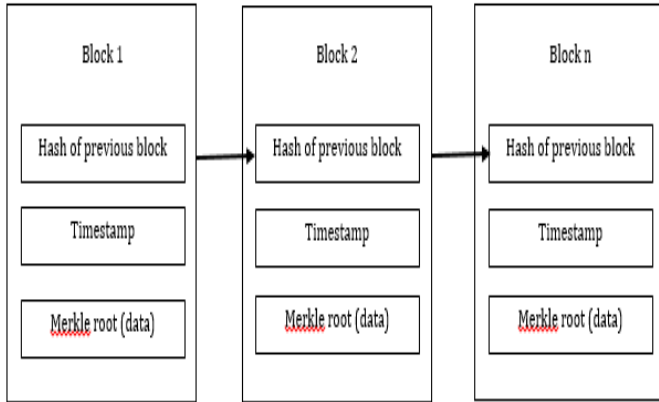 Block 1
Hash of previous block
Timestamp
Merkle root (data)
Block 2
Hash of previous block
Timestamp
Merkle root (data)
Block n
Hash of previous block
Timestamp
Merkle root (data)